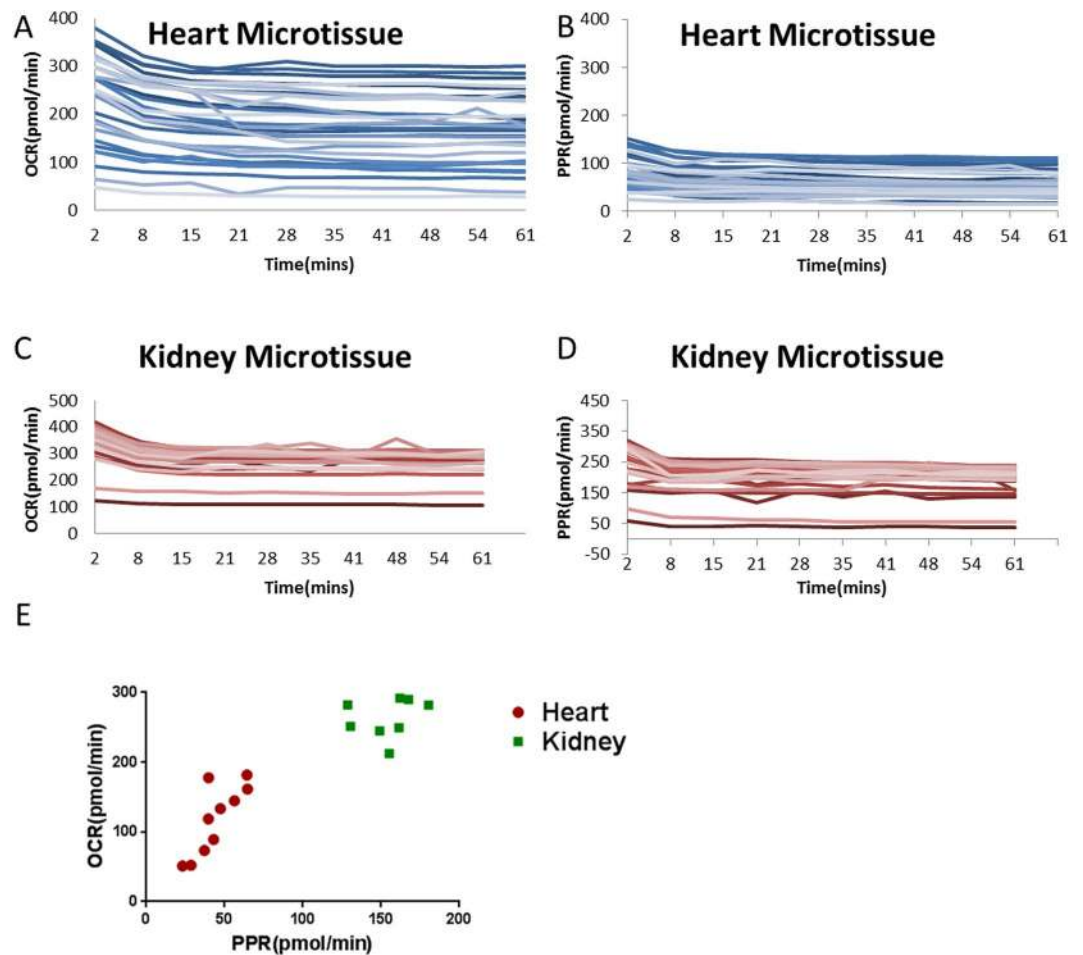 A
Heart Microtissue
OCR(pmol/min)
400
300
200
100
0
2 8 15 21 28 35 41 48 54 61
Time(mins)
B
Heart Microtissue
PPR(pmol/min)
400
300
200
100
0
2 8 15 21 28 35 41 48 54 61
Time(mins)
C
Kidney Microtissue
OCR(pmol/min)
500
400
300
200
100
0
2 8 15 21 28 35 41 48 54 61
Time(mins)
D
Kidney Microtissue
PPR(pmol/min)
450
350
250
150
50
-50
2 8 15 21 28 35 41 48 54 61
Time(mins)
E
OCR(pmol/min)
300
200
100
0
0 50 100 150 200
PPR(pmol/min)
Heart
Kidney